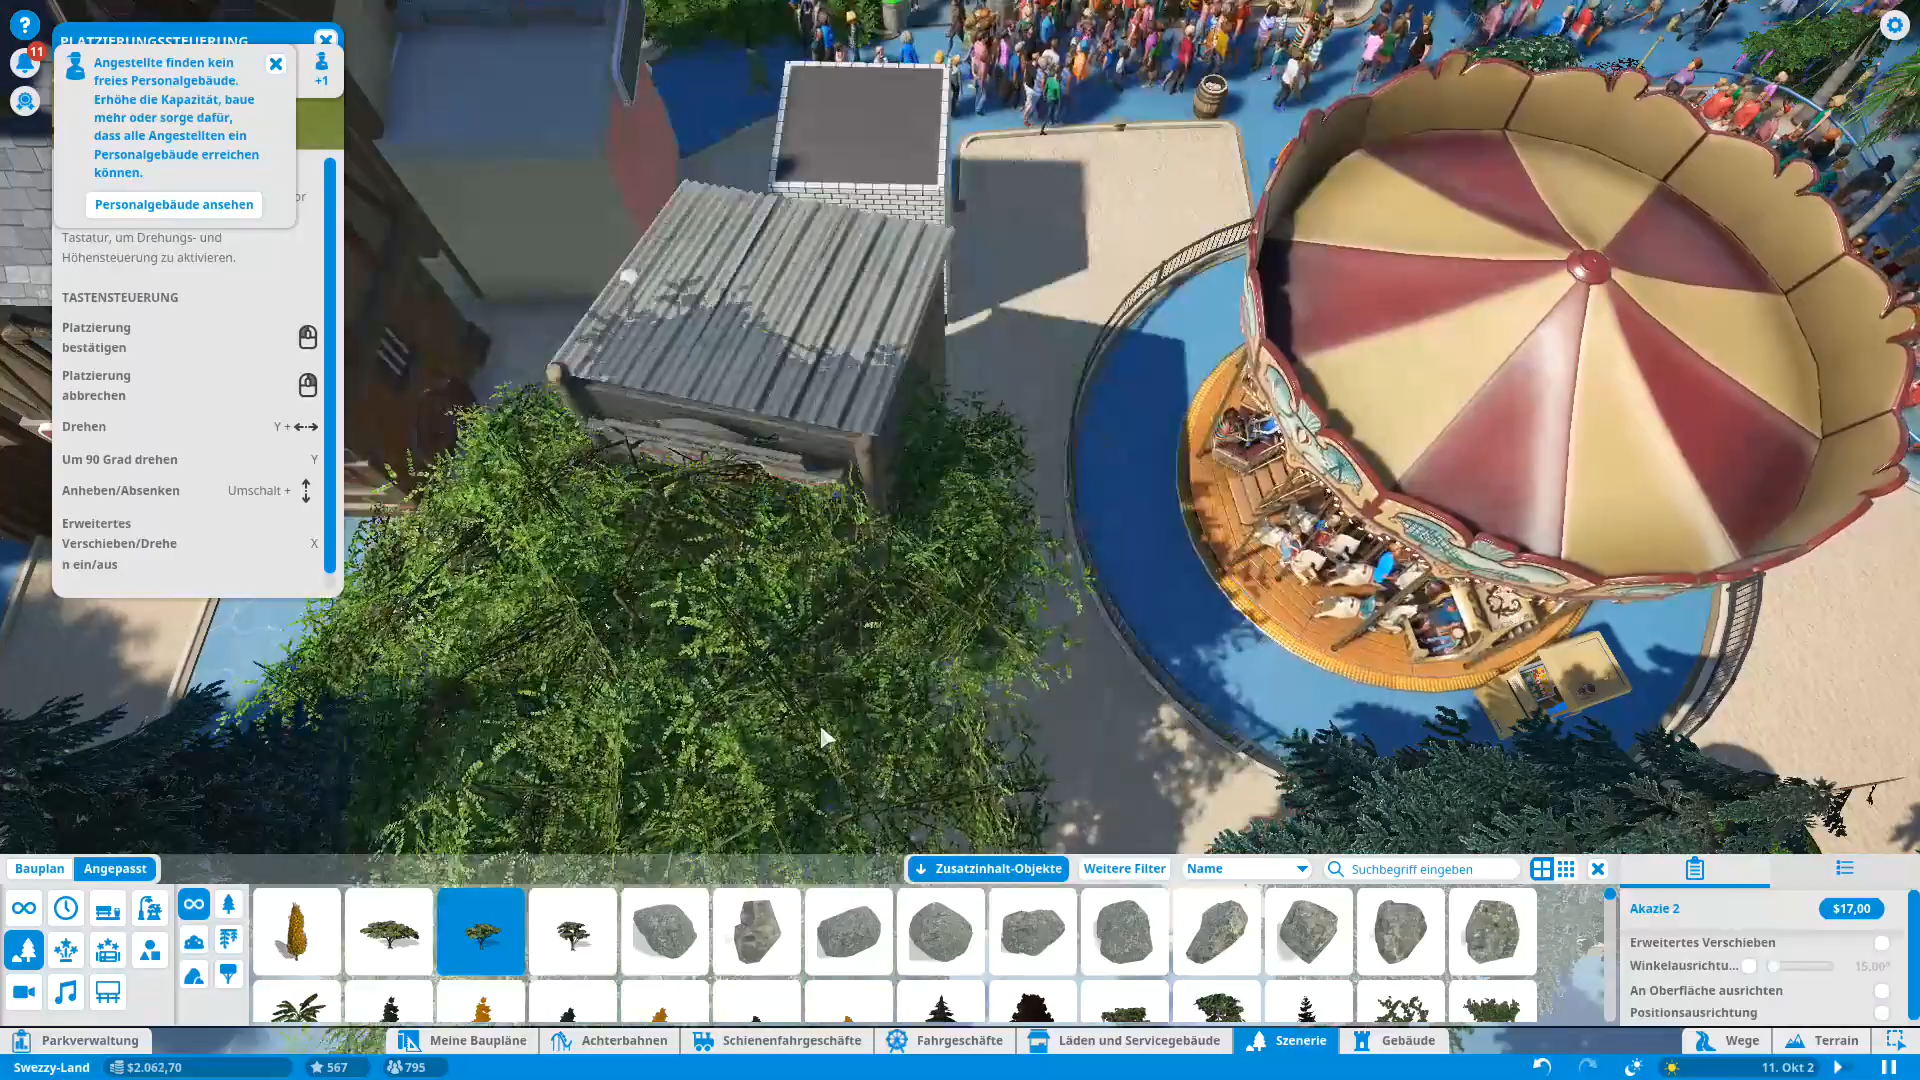 11
PLATZIERUNGSSTEUERUNG
Angestellte finden kein
freies Personalgebäude.
Erhöhe die Kapazität, baue
mehr oder sorge dafür,
dass alle Angestellten ein
Personalgebäude erreichen
können.
Personalgebäude ansehen
+1
or
Tastatur, um Drehungs- und
Höhensteuerung zu aktivieren.
TASTENSTEUERUNG
Platzierung
bestätigen
Platzierung
abbrechen
Drehen Y +
Um 90 Grad drehen Y
Anheben/Absenken Umschalt +
Erweitertes
Verschieben/Drehe
n ein/aus X
Bauplan Angepasst
Zusatzinhalt-Objekte Weitere Filter Name Suchbegriff eingeben
Akazie 2 $17,00
Erweitertes Verschieben
Winkelausrichtu... 15,00°
An Oberfläche ausrichten
Positionsausrichtung
Parkverwaltung Meine Baupläne Achterbahnen Schienenfahrgeschäfte Fahrgeschäfte Läden und Servicegebäude Szenerie Gebäude Wege Terrain
Swezzy-Land $2.062,70 567 795 11. Okt 2